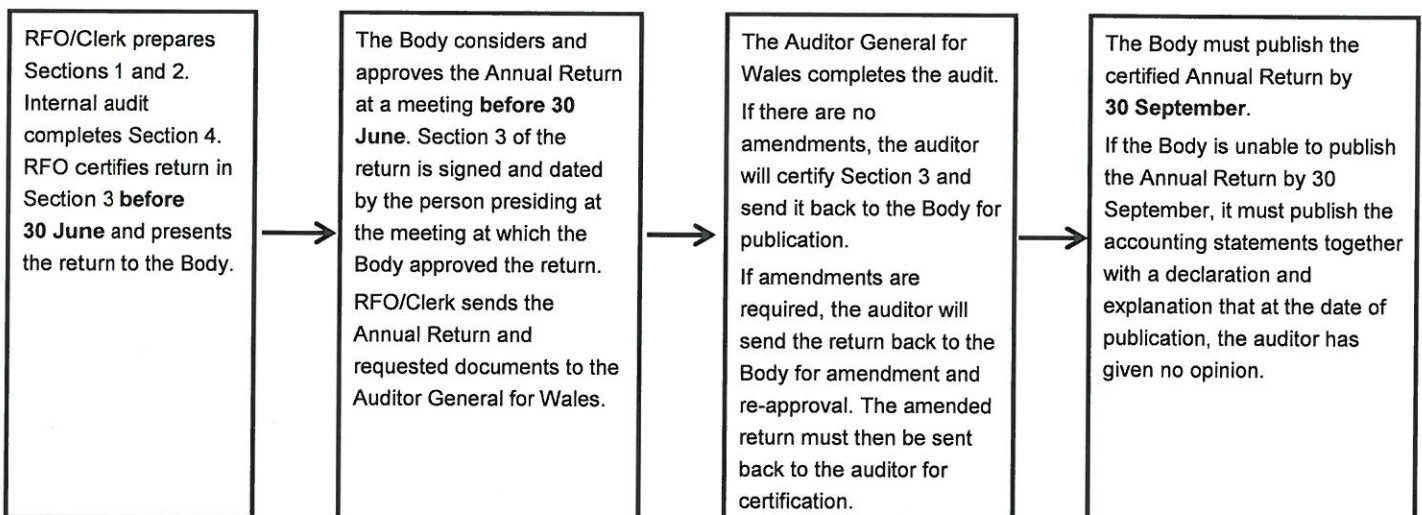 RFO/Clerk prepares
Sections 1 and 2.
Internal audit
completes Section 4.
RFO certifies return in
Section 3 before
30 June and presents
the return to the Body.
The Body considers and
approves the Annual Return
at a meeting before 30
June. Section 3 of the
return is signed and dated
by the person presiding at
the meeting at which the
Body approved the return.
RFO/Clerk sends the
Annual Return and
requested documents to the
Auditor General for Wales.
The Auditor General for
Wales completes the audit.
If there are no
amendments, the auditor
will certify Section 3 and
send it back to the Body for
publication.
If amendments are
required, the auditor will
send the return back to the
Body for amendment and
re-approval. The amended
return must then be sent
back to the auditor for
certification.
The Body must publish the
certified Annual Return by
30 September.
If the Body is unable to publish
the Annual Return by 30
September, it must publish the
accounting statements together
with a declaration and
explanation that at the date of
publication, the auditor has
given no opinion.